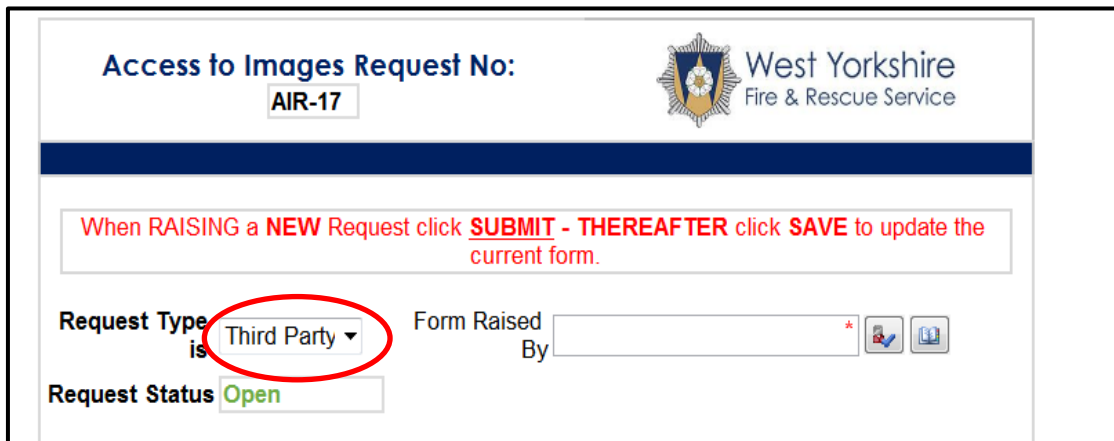 Access to Images Request No:
AIR-17
West Yorkshire
Fire & Rescue Service
When RAISING a NEW Request click SUBMIT - THEREAFTER click SAVE to update the
current form.
Request Type
is
Third Party
Form Raised
By
*
Request Status Open